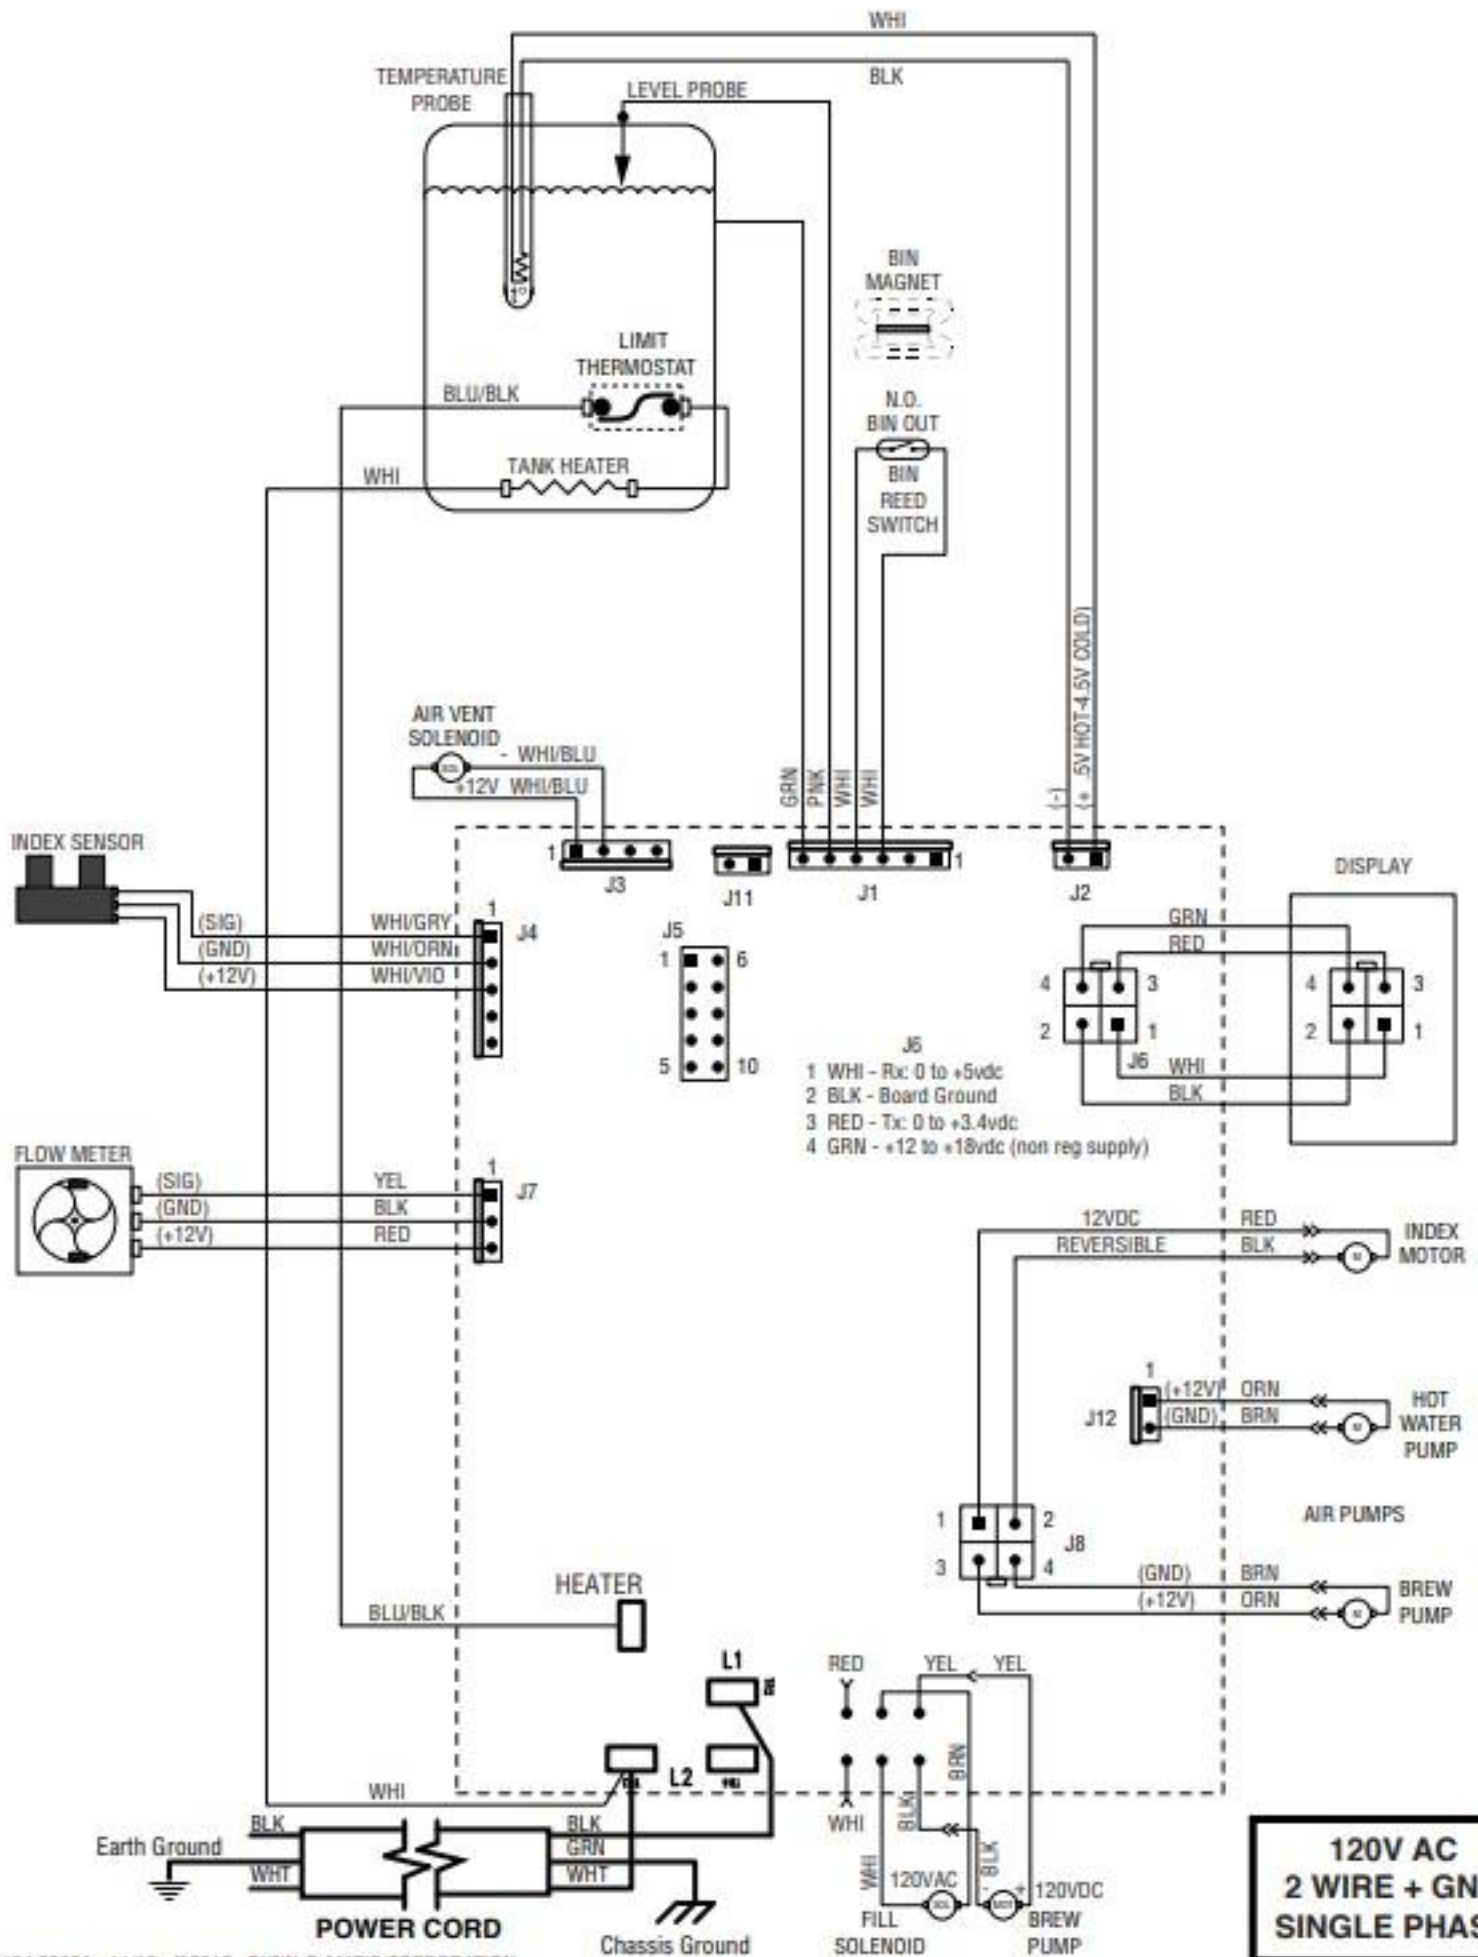 WHI
BLK
TEMPERATURE
PROBE
LEVEL PROBE
BIN
MAGNET
LIMIT
THERMOSTAT
BLU/BLK
N.O.
BIN OUT
TANK HEATER
WHI
BIN
REED
SWITCH
AIR VENT
SOLENOID
- WHI/BLU
+12V WHI/BLU
GRN
PNK
WHI
WHI
(-)
(+ .5V HOT-4.5V COLD)
INDEX SENSOR
1
J3
J11
1
J1
J2
DISPLAY
(SIG) WHI/GRY
(GND) WHI/ORN
(+12V) WHI/VIO
1
J4
J5
1 6
5 10
GRN
RED
4 3
2 1
J6
WHI
BLK
4 3
2 1
J6
1 WHI - Rx: 0 to +5vdc
2 BLK - Board Ground
3 RED - Tx: 0 to +3.4vdc
4 GRN - +12 to +18vdc (non reg supply)
FLOW METER
(SIG) YEL
(GND) BLK
(+12V) RED
1
J7
12VDC RED
REVERSIBLE BLK
INDEX
MOTOR
M
1
(+12V) ORN
J12 (GND) BRN
HOT
WATER
PUMP
M
AIR PUMPS
1 2
J8
3 4
(GND) BRN
(+12V) ORN
BREW
PUMP
M
HEATER
BLU/BLK
L1
RED YEL YEL
L2
BRN
WHI
WHI
BLK
BLK
WHI
120VAC
SOL
- +
MOT
120VDC
FILL
SOLENOID
BREW
PUMP
Earth Ground
BLK
WHT
BLK
GRN
WHT
POWER CORD
Chassis Ground
120V AC
2 WIRE + GN
SINGLE PHAS